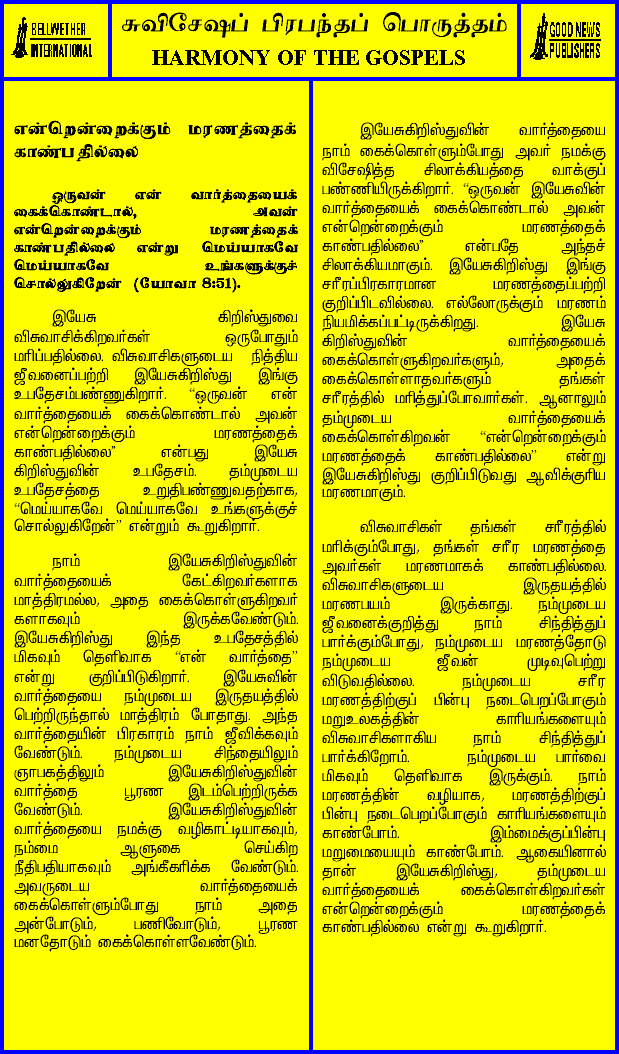 BELLWETHER
INTERNATIONAL
சுவிசேஷப் பிரபந்தப் பொருத்தம்
HARMONY OF THE GOSPELS
GOOD NEWS
PUBLISHERS
என்றென்றைக்கும் மரணத்தைக்
காண்பதில்லை
ஒருவன் என் வார்த்தையைக்
கைக்கொண்டால், அவன்
என்றென்றைக்கும் மரணத்தைக்
காண்பதில்லை என்று மெய்யாகவே
மெய்யாகவே உங்களுக்குச்
சொல்லுகிறேன் (யோவா 8:51).
இயேசு கிறிஸ்துவை
விசுவாசிக்கிறவர்கள் ஒருபோதும்
மரிப்பதில்லை. விசுவாசிகளுடைய நித்திய
ஜீவனைப்பற்றி இயேசுகிறிஸ்து இங்கு
உபதேசம்பண்ணுகிறார். “ஒருவன் என்
வார்த்தையைக் கைக்கொண்டால் அவன்
என்றென்றைக்கும் மரணத்தைக்
காண்பதில்லை” என்பது இயேசு
கிறிஸ்துவின் உபதேசம். தம்முடைய
உபதேசத்தை உறுதிபண்ணுவதற்காக,
“மெய்யாகவே மெய்யாகவே உங்களுக்குச்
சொல்லுகிறேன்” என்றும் கூறுகிறார்.
நாம் இயேசுகிறிஸ்துவின்
வார்த்தையைக் கேட்கிறவர்களாக
மாத்திரமல்ல, அதை கைக்கொள்ளுகிறவர்
களாகவும் இருக்கவேண்டும்.
இயேசுகிறிஸ்து இந்த உபதேசத்தில்
மிகவும் தெளிவாக “என் வார்த்தை”
என்று குறிப்பிடுகிறார். இயேசுவின்
வார்த்தையை நம்முடைய இருதயத்தில்
பெற்றிருந்தால் மாத்திரம் போதாது. அந்த
வார்த்தையின் பிரகாரம் நாம் ஜீவிக்கவும்
வேண்டும். நம்முடைய சிந்தையிலும்
ஞாபகத்திலும் இயேசுகிறிஸ்துவின்
வார்த்தை பூரண இடம்பெற்றிருக்க
வேண்டும். இயேசுகிறிஸ்துவின்
வார்த்தையை நமக்கு வழிகாட்டியாகவும்,
நம்மை ஆளுகை செய்கிற
நீதிபதியாகவும் அங்கீகரிக்க வேண்டும்.
அவருடைய வார்த்தையைக்
கைக்கொள்ளும்போது நாம் அதை
அன்போடும், பணிவோடும், பூரண
மனதோடும் கைக்கொள்ளவேண்டும்.
இயேசுகிறிஸ்துவின் வார்த்தையை
நாம் கைக்கொள்ளும்போது அவர் நமக்கு
விசேஷித்த சிலாக்கியத்தை வாக்குப்
பண்ணியிருக்கிறார். “ஒருவன் இயேசுவின்
வார்த்தையைக் கைக்கொண்டால் அவன்
என்றென்றைக்கும் மரணத்தைக்
காண்பதில்லை” என்பதே அந்தச்
சிலாக்கியமாகும். இயேசுகிறிஸ்து இங்கு
சரீரப்பிரகாரமான மரணத்தைப்பற்றி
குறிப்பிடவில்லை. எல்லோருக்கும் மரணம்
நியமிக்கப்பட்டிருக்கிறது. இயேசு
கிறிஸ்துவின் வார்த்தையைக்
கைக்கொள்ளுகிறவர்களும், அதைக்
கைக்கொள்ளாதவர்களும் தங்கள்
சரீரத்தில் மரித்துப்போவார்கள். ஆனாலும்
தம்முடைய வார்த்தையைக்
கைக்கொள்கிறவன் “என்றென்றைக்கும்
மரணத்தைக் காண்பதில்லை” என்று
இயேசுகிறிஸ்து குறிப்பிடுவது ஆவிக்குரிய
மரணமாகும்.
விசுவாசிகள் தங்கள் சரீரத்தில்
மரிக்கும்போது, தங்கள் சரீர மரணத்தை
அவர்கள் மரணமாகக் காண்பதில்லை.
விசுவாசிகளுடைய இருதயத்தில்
மரணபயம் இருக்காது. நம்முடைய
ஜீவனைக்குறித்து நாம் சிந்தித்துப்
பார்க்கும்போது, நம்முடைய மரணத்தோடு
நம்முடைய ஜீவன் முடிவுபெற்று
விடுவதில்லை. நம்முடைய சரீர
மரணத்திற்குப் பின்பு நடைபெறப்போகும்
மறுஉலகத்தின் காரியங்களையும்
விசுவாசிகளாகிய நாம் சிந்தித்துப்
பார்க்கிறோம். நம்முடைய பார்வை
மிகவும் தெளிவாக இருக்கும். நாம்
மரணத்தின் வழியாக, மரணத்திற்குப்
பின்பு நடைபெறப்போகும் காரியங்களையும்
காண்போம். இம்மைக்குப்பின்பு
மறுமையையும் காண்போம். ஆகையினால்
தான் இயேசுகிறிஸ்து, தம்முடைய
வார்த்தையைக் கைக்கொள்கிறவர்கள்
என்றென்றைக்கும் மரணத்தைக்
காண்பதில்லை என்று கூறுகிறார்.